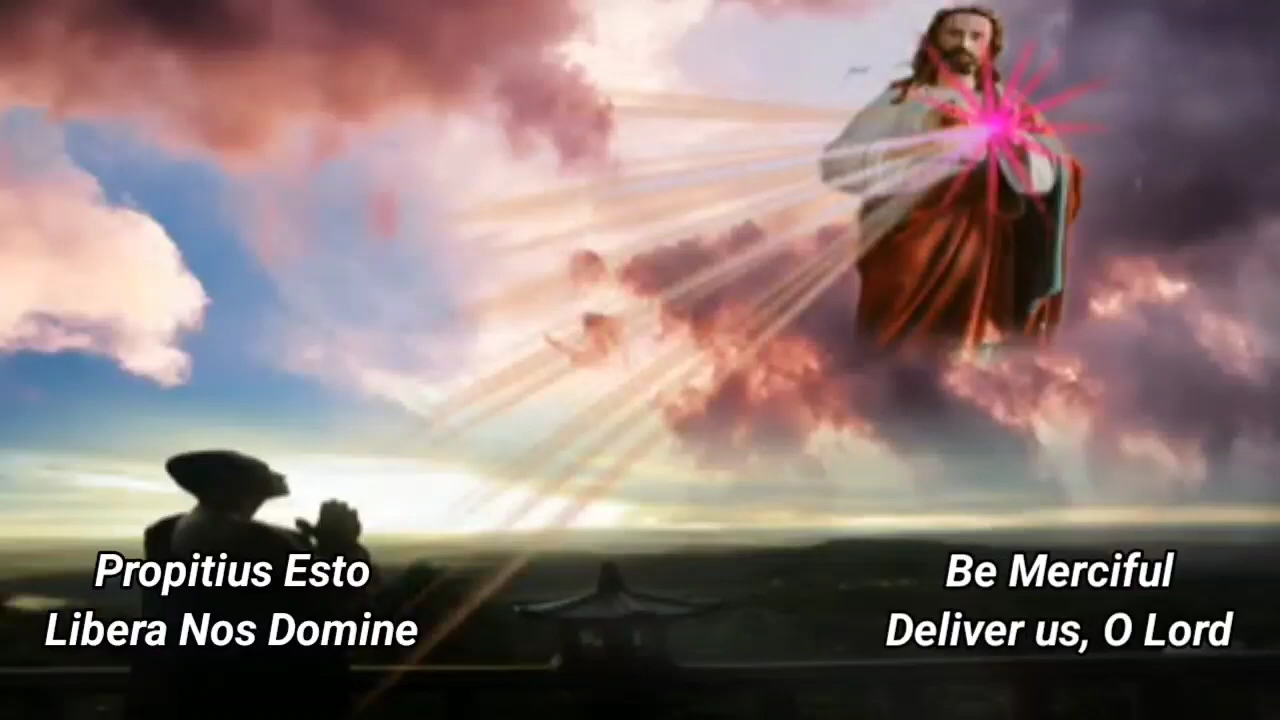 Propitius Esto
Libera Nos Domine
Be Merciful
Deliver us, O Lord